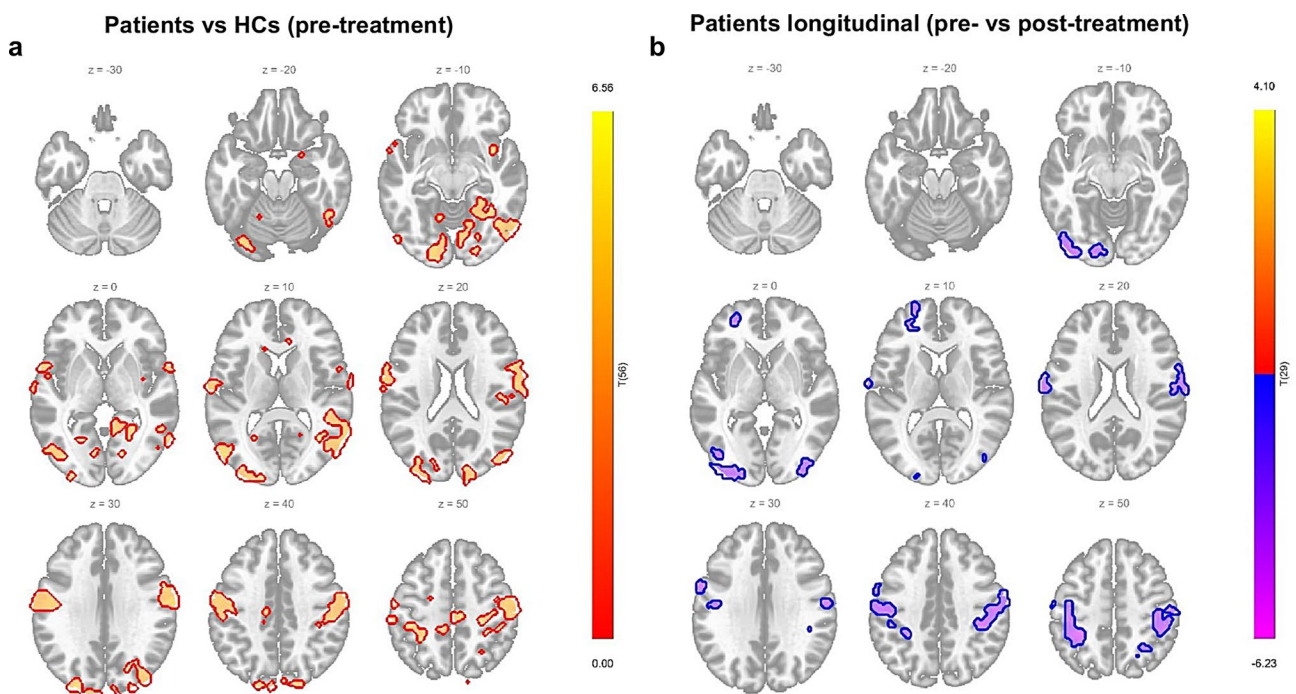 Patients vs HCs (pre-treatment)
Patients longitudinal (pre- vs post-treatment)
a
b
z = -30
z = -20
z = -10
6.56
z = 0
z = 10
z = 20
T(56)
z = 30
z = 40
z = 50
0.00
z = -30
z = -20
z = -10
4.10
z = 0
z = 10
z = 20
T(29)
z = 30
z = 40
z = 50
-6.23